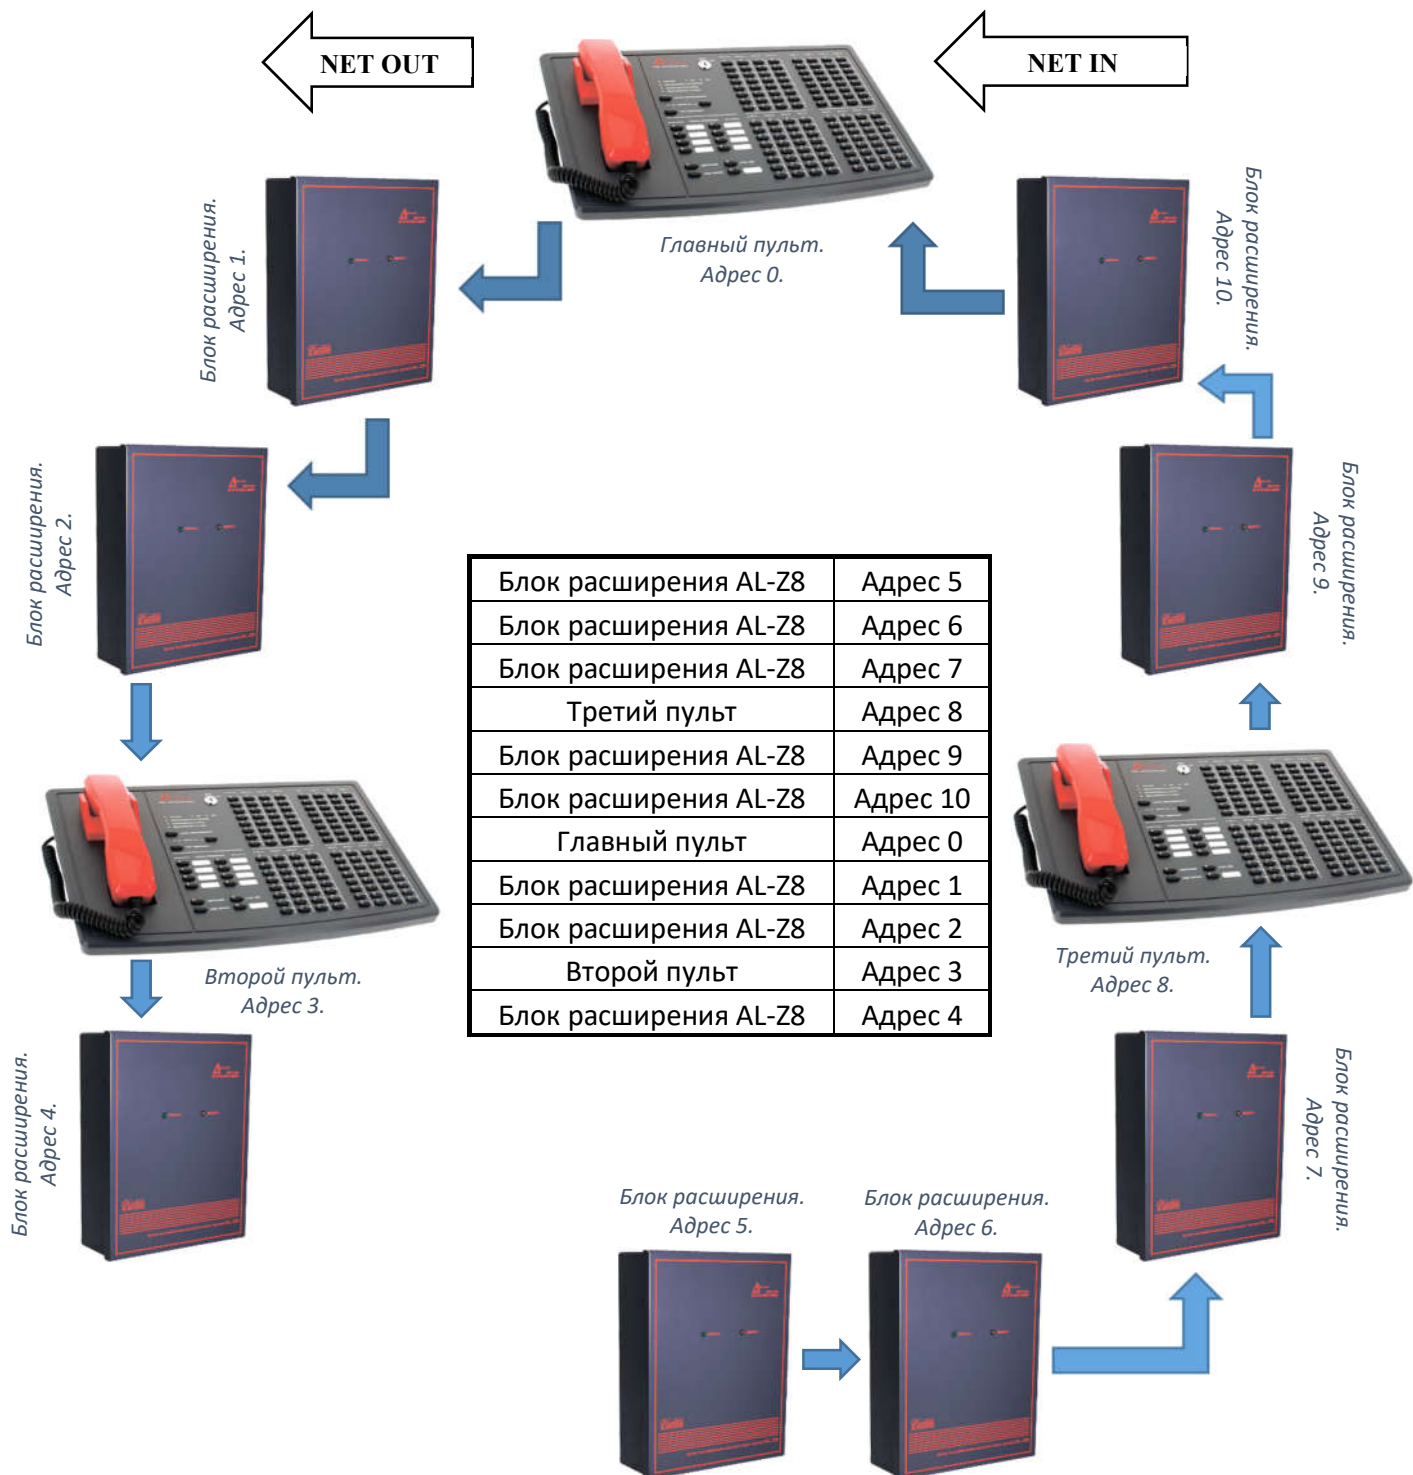 NET OUT
NET IN
Главный пульт.
Адрес 0.
Блок расширения.
Адрес 1.
Блок расширения.
Адрес 10.
Блок расширения.
Адрес 2.
Блок расширения.
Адрес 9.
Блок расширения AL-Z8 Адрес 5
Блок расширения AL-Z8 Адрес 6
Блок расширения AL-Z8 Адрес 7
Третий пульт Адрес 8
Блок расширения AL-Z8 Адрес 9
Блок расширения AL-Z8 Адрес 10
Главный пульт Адрес 0
Блок расширения AL-Z8 Адрес 1
Блок расширения AL-Z8 Адрес 2
Второй пульт Адрес 3
Блок расширения AL-Z8 Адрес 4
Второй пульт.
Адрес 3.
Третий пульт.
Адрес 8.
Блок расширения.
Адрес 4.
Блок расширения.
Адрес 7.
Блок расширения.
Адрес 5.
Блок расширения.
Адрес 6.